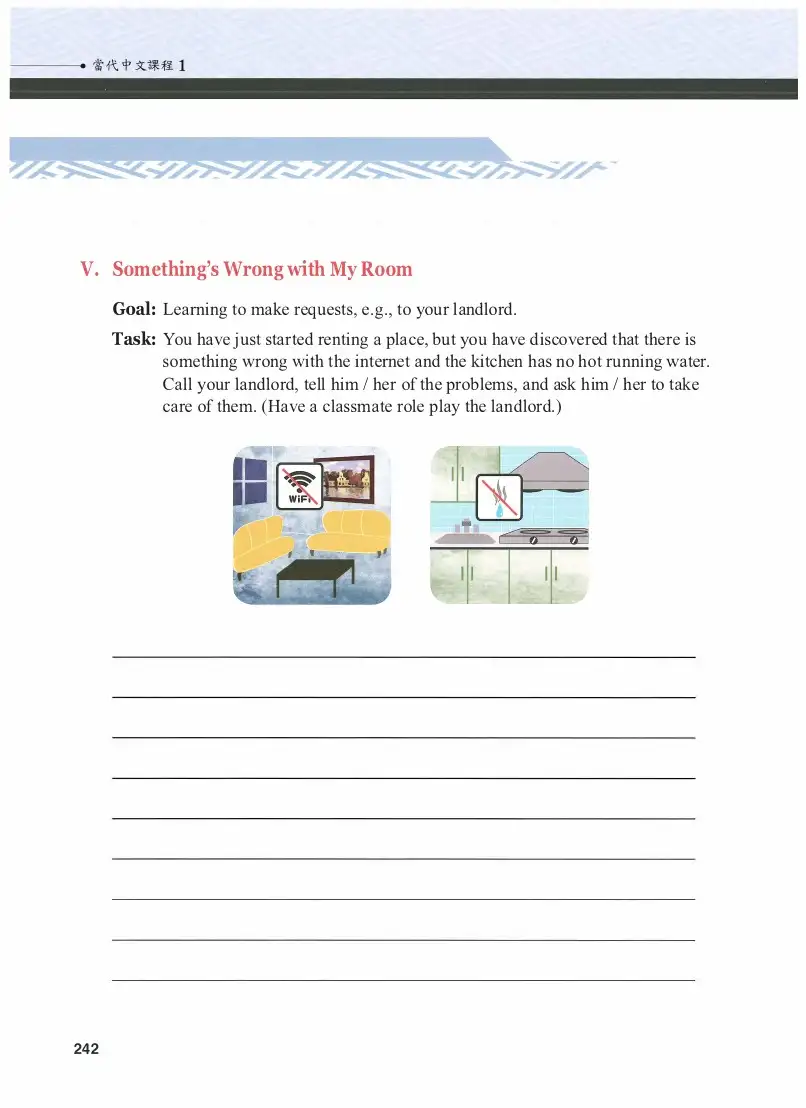 當代中文課程 1
V. Something's Wrong with My Room
Goal: Learning to make requests, e.g., to your landlord.
Task: You have just started renting a place, but you have discovered that there is
something wrong with the internet and the kitchen has no hot running water.
Call your landlord, tell him / her of the problems, and ask him / her to take
care of them. (Have a classmate role play the landlord.)
WiFi
242